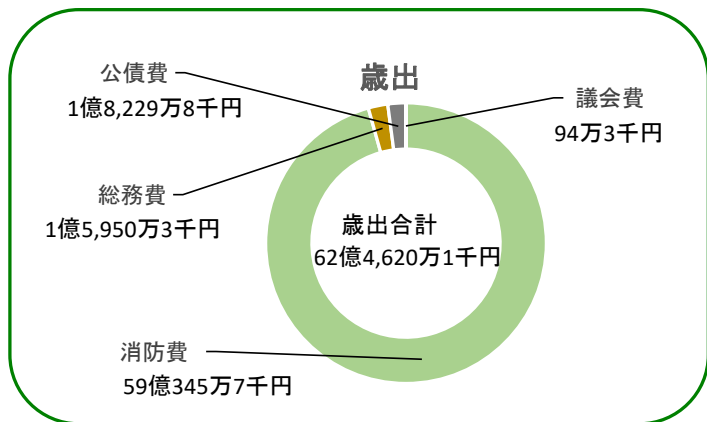 歳出
公債費
1億8,229万8千円
議会費
94万3千円
総務費
1億5,950万3千円
歳出合計
62億4,620万1千円
消防費
59億345万7千円